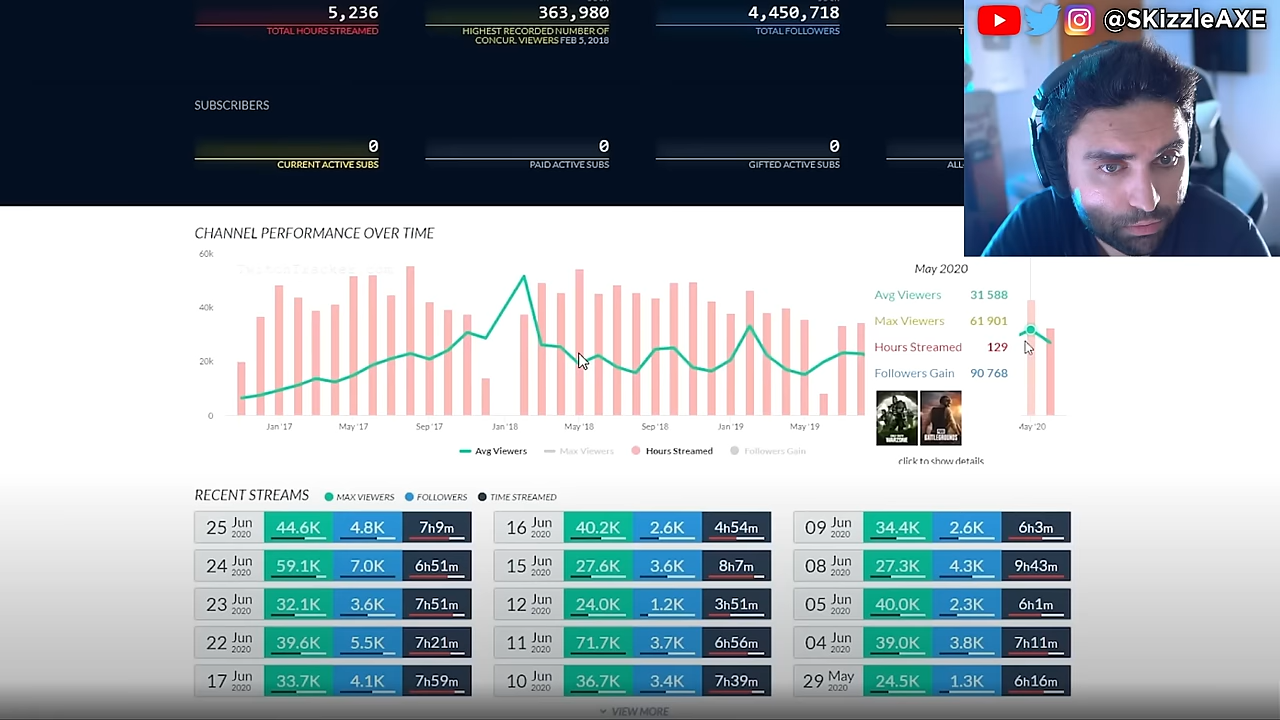 @SKizzleAXE
5,236
363,980
4,450,718
TOTAL HOURS STREAMED
HIGHEST RECORDED NUMBER OF
CONCUR. VIEWERS FEB 5, 2018
TOTAL FOLLOWERS
SUBSCRIBERS
0
0
0
CURRENT ACTIVE SUBS
PAID ACTIVE SUBS
GIFTED ACTIVE SUBS
CHANNEL PERFORMANCE OVER TIME
60k
40k
20k
0
May 2020
Avg Viewers 31 588
Max Viewers 61 901
Hours Streamed 129
Followers Gain 90 768
click to show details
Jan '17 May '17 Sep '17 Jan '18 May '18 Sep '18 Jan '19 May '19 May '20
Avg Viewers Max Viewers Hours Streamed Followers Gain
RECENT STREAMS MAX VIEWERS FOLLOWERS TIME STREAMED
25 Jun 2020 44.6K 4.8K 7h9m
24 Jun 2020 59.1K 7.0K 6h51m
23 Jun 2020 32.1K 3.6K 7h51m
22 Jun 2020 39.6K 5.5K 7h21m
17 Jun 2020 33.7K 4.1K 7h59m
16 Jun 2020 40.2K 2.6K 4h54m
15 Jun 2020 27.6K 3.6K 8h7m
12 Jun 2020 24.0K 1.2K 3h51m
11 Jun 2020 71.7K 3.7K 6h56m
10 Jun 2020 36.7K 3.4K 7h39m
09 Jun 2020 34.4K 2.6K 6h3m
08 Jun 2020 27.3K 4.3K 9h43m
05 Jun 2020 40.0K 2.3K 6h1m
04 Jun 2020 39.0K 3.8K 7h11m
29 May 2020 24.5K 1.3K 6h16m
VIEW MORE